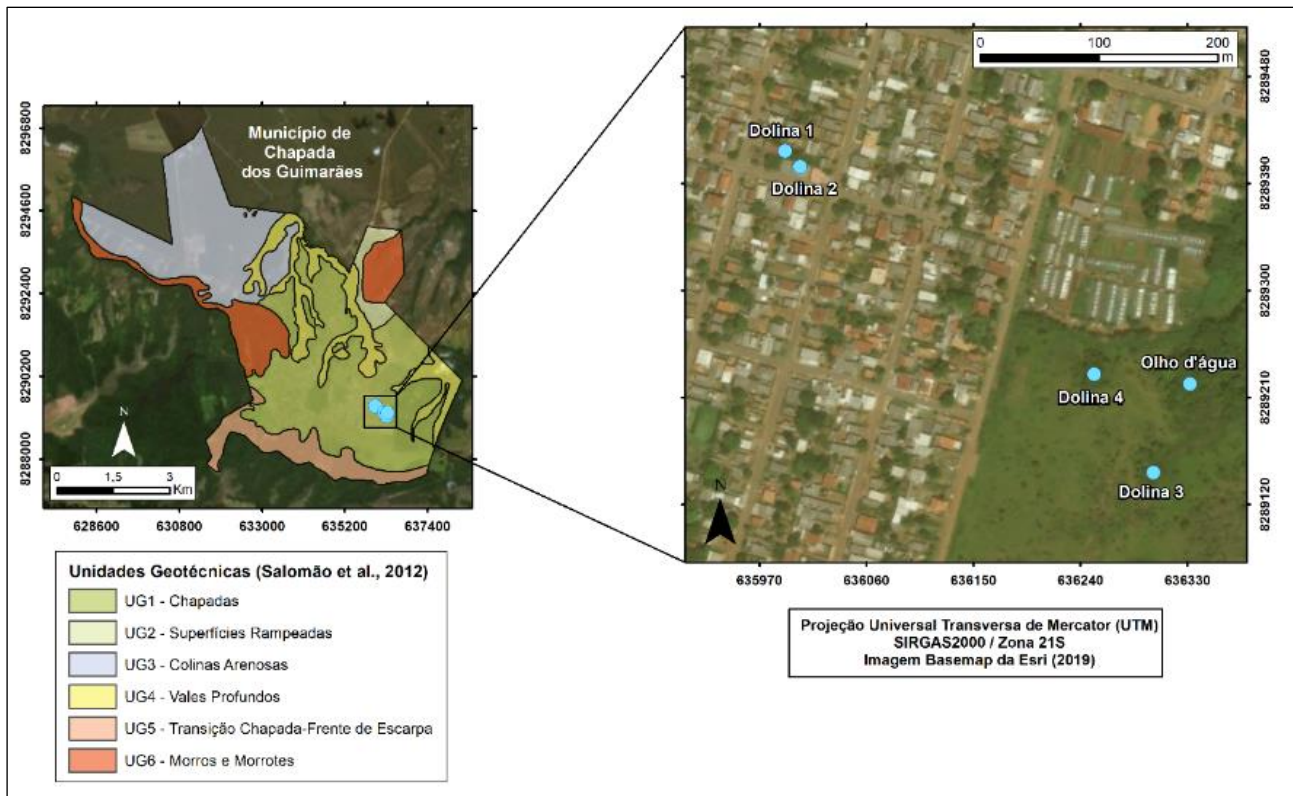 Município de
Chapada
dos Guimarães
8296800
8294600
8292400
8290200
8288000
N
0 1,5 3
Km
628600 630800 633000 635200 637400
Unidades Geotécnicas (Salomão et al., 2012)
UG1 - Chapadas
UG2 - Superfícies Rampeadas
UG3 - Colinas Arenosas
UG4 - Vales Profundos
UG5 - Transição Chapada-Frente de Escarpa
UG6 - Morros e Morrotes
0 100 200
m
Dolina 1
Dolina 2
Olho d'água
Dolina 4
Dolina 3
N
8289480
8289390
8289300
8289210
8289120
635970 636060 636150 636240 636330
Projeção Universal Transversa de Mercator (UTM)
SIRGAS2000 / Zona 21S
Imagem Basemap da Esri (2019)